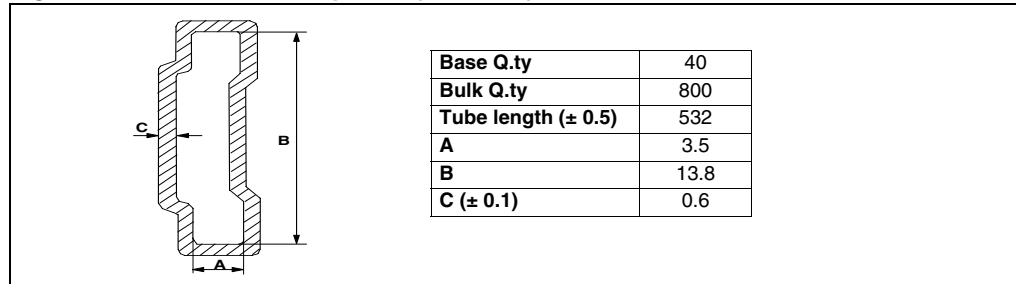 C
B
A
Base Q.ty 40
Bulk Q.ty 800
Tube length (± 0.5) 532
A 3.5
B 13.8
C (± 0.1) 0.6